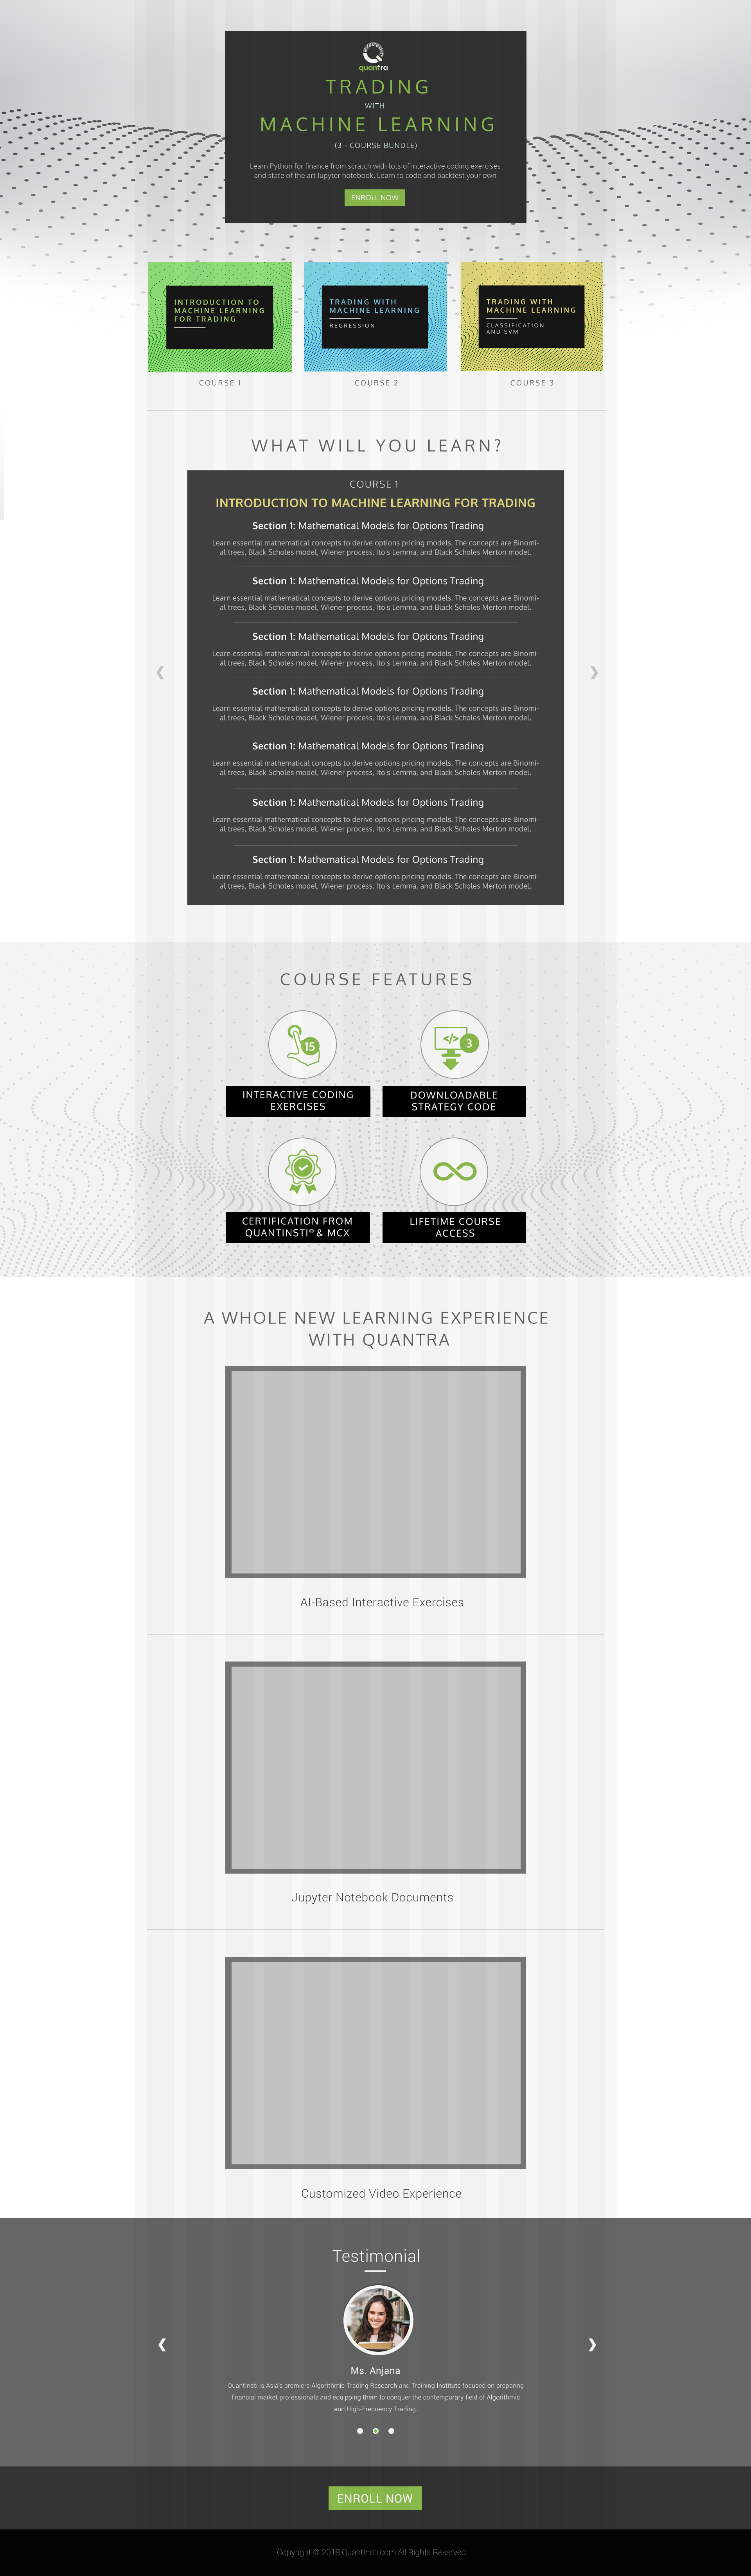 quantra
TRADING
WITH
MACHINE LEARNING
(3 - COURSE BUNDLE)
Learn Python for finance from scratch with lots of interactive coding exercises
and state of the art Jupyter notebook. Learn to code and backtest your own
ENROLL NOW
INTRODUCTION TO
MACHINE LEARNING
FOR TRADING
COURSE 1
TRADING WITH
MACHINE LEARNING
REGRESSION
COURSE 2
TRADING WITH
MACHINE LEARNING
CLASSIFICATION
AND SVM
COURSE 3
WHAT WILL YOU LEARN?
COURSE 1
INTRODUCTION TO MACHINE LEARNING FOR TRADING
Section 1: Mathematical Models for Options Trading
Learn essential mathematical concepts to derive options pricing models. The concepts are Binomi-
al trees, Black Scholes model, Wiener process, Ito's Lemma, and Black Scholes Merton model.
Section 1: Mathematical Models for Options Trading
Learn essential mathematical concepts to derive options pricing models. The concepts are Binomi-
al trees, Black Scholes model, Wiener process, Ito's Lemma, and Black Scholes Merton model.
Section 1: Mathematical Models for Options Trading
Learn essential mathematical concepts to derive options pricing models. The concepts are Binomi-
al trees, Black Scholes model, Wiener process, Ito's Lemma, and Black Scholes Merton model.
Section 1: Mathematical Models for Options Trading
Learn essential mathematical concepts to derive options pricing models. The concepts are Binomi-
al trees, Black Scholes model, Wiener process, Ito's Lemma, and Black Scholes Merton model.
Section 1: Mathematical Models for Options Trading
Learn essential mathematical concepts to derive options pricing models. The concepts are Binomi-
al trees, Black Scholes model, Wiener process, Ito's Lemma, and Black Scholes Merton model.
Section 1: Mathematical Models for Options Trading
Learn essential mathematical concepts to derive options pricing models. The concepts are Binomi-
al trees, Black Scholes model, Wiener process, Ito's Lemma, and Black Scholes Merton model.
Section 1: Mathematical Models for Options Trading
Learn essential mathematical concepts to derive options pricing models. The concepts are Binomi-
al trees, Black Scholes model, Wiener process, Ito's Lemma, and Black Scholes Merton model.
COURSE FEATURES
15
INTERACTIVE CODING
EXERCISES
</> 3
DOWNLOADABLE
STRATEGY CODE
CERTIFICATION FROM
QUANTINSTI® & MCX
LIFETIME COURSE
ACCESS
A WHOLE NEW LEARNING EXPERIENCE
WITH QUANTRA
AI-Based Interactive Exercises
Jupyter Notebook Documents
Customized Video Experience
Testimonial
Ms. Anjana
QuantInsti is Asia's premiere Algorithmic Trading Research and Training Institute focused on preparing
financial market professionals and equipping them to conquer the contemporary field of Algorithmic
and High-Frequency Trading.
ENROLL NOW
Copyright © 2018 QuantInsti.com All Rights Reserved.